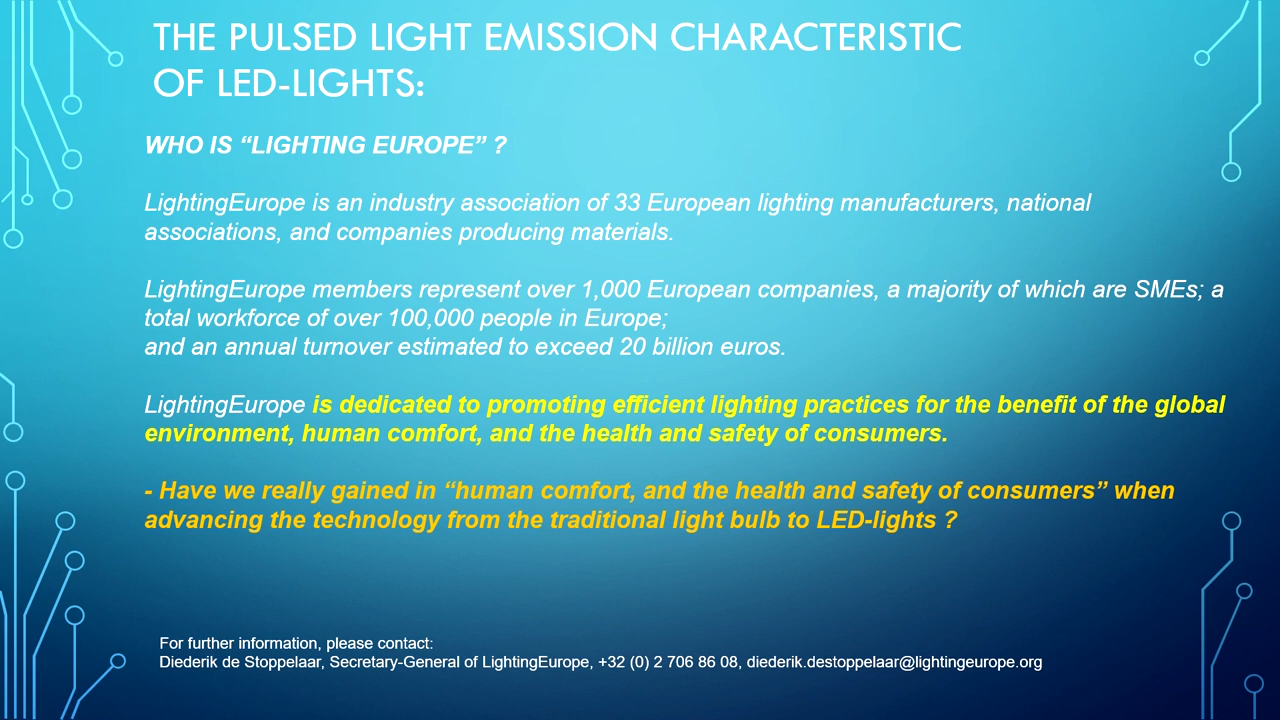 THE PULSED LIGHT EMISSION CHARACTERISTIC
OF LED-LIGHTS:
WHO IS “LIGHTING EUROPE” ?
LightingEurope is an industry association of 33 European lighting manufacturers, national
associations, and companies producing materials.
LightingEurope members represent over 1,000 European companies, a majority of which are SMEs; a
total workforce of over 100,000 people in Europe;
and an annual turnover estimated to exceed 20 billion euros.
LightingEurope is dedicated to promoting efficient lighting practices for the benefit of the global
environment, human comfort, and the health and safety of consumers.
- Have we really gained in “human comfort, and the health and safety of consumers” when
advancing the technology from the traditional light bulb to LED-lights ?
For further information, please contact:
Diederik de Stoppelaar, Secretary-General of LightingEurope, +32 (0) 2 706 86 08, diederik.destoppelaar@lightingeurope.org